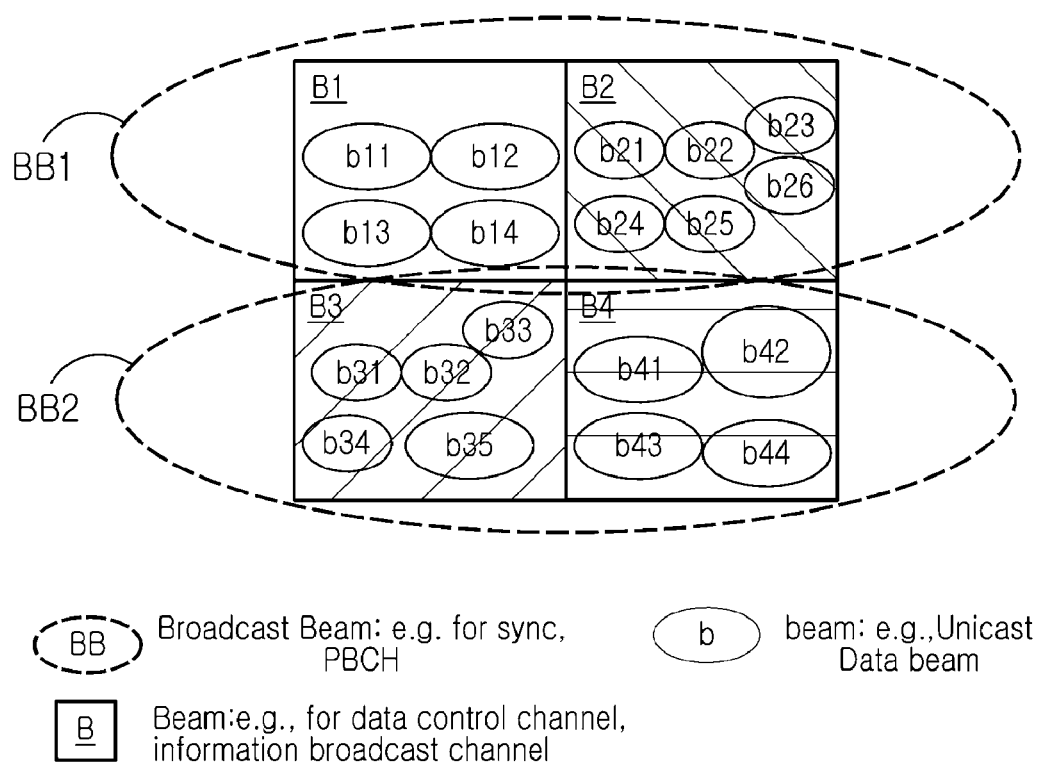 B1
B2
b23
b11
b12
b21
b22
BB1
b26
b13
b14
b24
b25
B3
B4
b33
b42
b31
b32
b41
BB2
b34
b35
b43
b44
BB
Broadcast Beam: e.g. for sync,
PBCH
b
beam: e.g.,Unicast
Data beam
B
Beam:e.g., for data control channel,
information broadcast channel